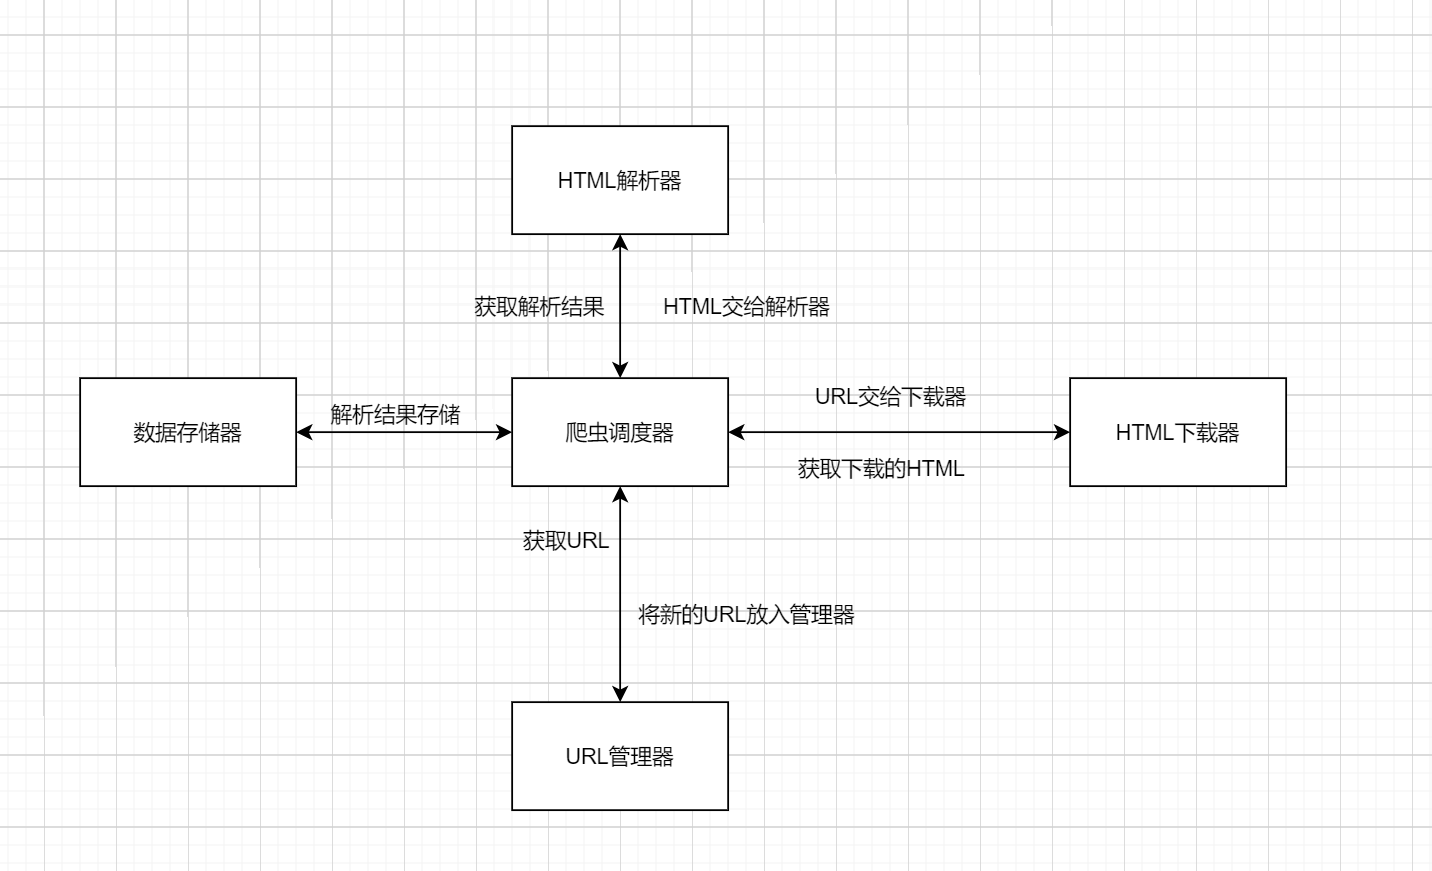 HTML解析器
获取解析结果
HTML交给解析器
URL交给下载器
解析结果存储
数据存储器
爬虫调度器
HTML下载器
获取下载的HTML
获取URL
将新的URL放入管理器
URL管理器